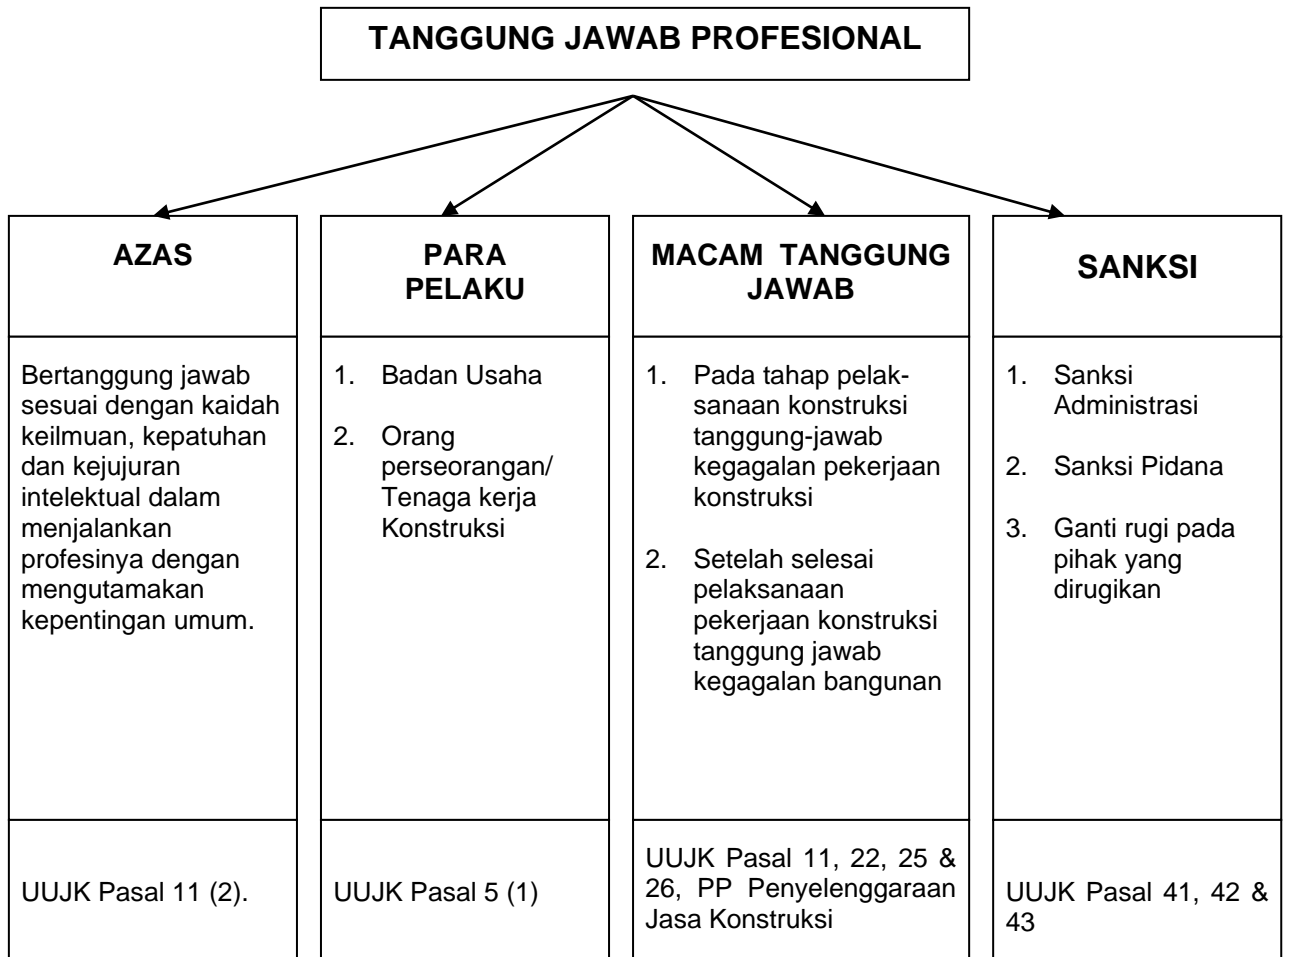 TANGGUNG JAWAB PROFESIONAL
AZAS
Bertanggung jawab
sesuai dengan kaidah
keilmuan, kepatuhan
dan kejujuran
intelektual dalam
menjalankan
profesinya dengan
mengutamakan
kepentingan umum.
UUJK Pasal 11 (2).
PARA
PELAKU
1. Badan Usaha
2. Orang
perseorangan/
Tenaga kerja
Konstruksi
UUJK Pasal 5 (1)
MACAM TANGGUNG
JAWAB
1. Pada tahap pelak-
sanaan konstruksi
tanggung-jawab
kegagalan pekerjaan
konstruksi
2. Setelah selesai
pelaksanaan
pekerjaan konstruksi
tanggung jawab
kegagalan bangunan
UUJK Pasal 11, 22, 25 &
26, PP Penyelenggaraan
Jasa Konstruksi
SANKSI
1. Sanksi
Administrasi
2. Sanksi Pidana
3. Ganti rugi pada
pihak yang
dirugikan
UUJK Pasal 41, 42 &
43